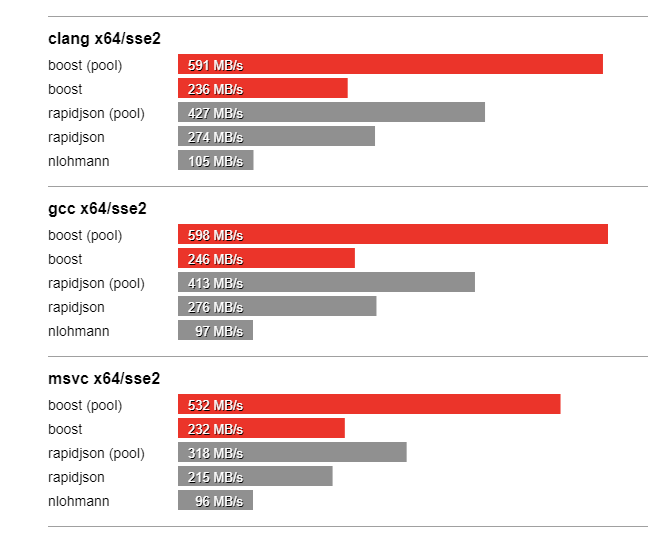 clang x64/sse2
boost (pool) 591 MB/s
boost 236 MB/s
rapidjson (pool) 427 MB/s
rapidjson 274 MB/s
nlohmann 105 MB/s
gcc x64/sse2
boost (pool) 598 MB/s
boost 246 MB/s
rapidjson (pool) 413 MB/s
rapidjson 276 MB/s
nlohmann 97 MB/s
msvc x64/sse2
boost (pool) 532 MB/s
boost 232 MB/s
rapidjson (pool) 318 MB/s
rapidjson 215 MB/s
nlohmann 96 MB/s